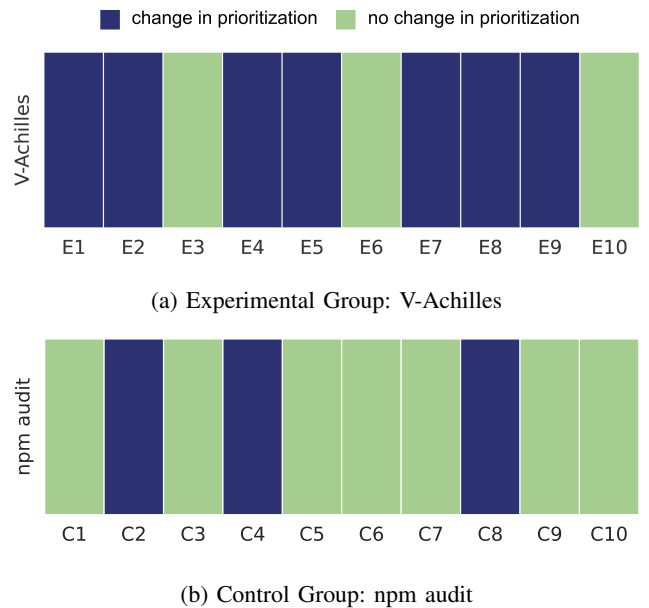 change in prioritization no change in prioritization
V-Achilles
E1 E2 E3 E4 E5 E6 E7 E8 E9 E10
(a) Experimental Group: V-Achilles
npm audit
C1 C2 C3 C4 C5 C6 C7 C8 C9 C10
(b) Control Group: npm audit